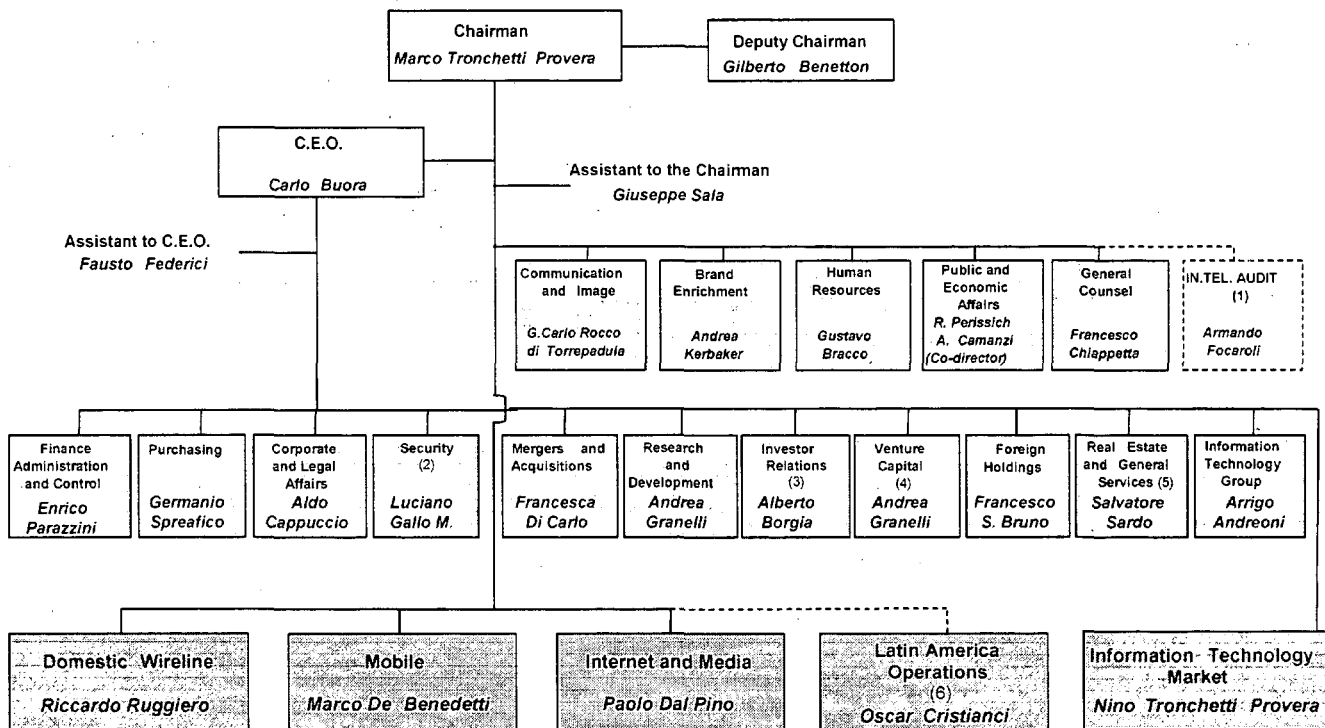 Chairman
Marco Tronchetti Provera
Deputy Chairman
Gilberto Benetton
C.E.O.
Carlo Buora
Assistant to the Chairman
Giuseppe Sala
Assistant to C.E.O.
Fausto Federici
Communication
and Image
G.Carlo Rocco
di Torrepadula
Brand
Enrichment
Andrea
Kerbaker
Human
Resources
Gustavo
Bracco
Public and
Economic
Affairs
R. Perissich
A. Camanzi
(Co-director)
General
Counsel
Francesco
Chiappetta
IN.TEL. AUDIT
(1)
Armando
Focaroli
Finance
Administration
and Control
Enrico
Parazzini
Purchasing
Germanio
Spreafico
Corporate
and Legal
Affairs
Aldo
Cappuccio
Security
(2)
Luciano
Gallo M.
Mergers and
Acquisitions
Francesca
Di Carlo
Research
and
Development
Andrea
Granelli
Investor
Relations
(3)
Alberto
Borgia
Venture
Capital
(4)
Andrea
Granelli
Foreign
Holdings
Francesco
S. Bruno
Real Estate
and General
Services (5)
Salvatore
Sardo
Information
Technology
Group
Arrigo
Andreoni
Domestic Wireline
Riccardo Ruggiero
Mobile
Marco De Benedetti
Internet and Media
Paolo Dal Pino
Latin America
Operations
(6)
Oscar Cristianci
Information Technology
Market
Nino Tronchetti Provera